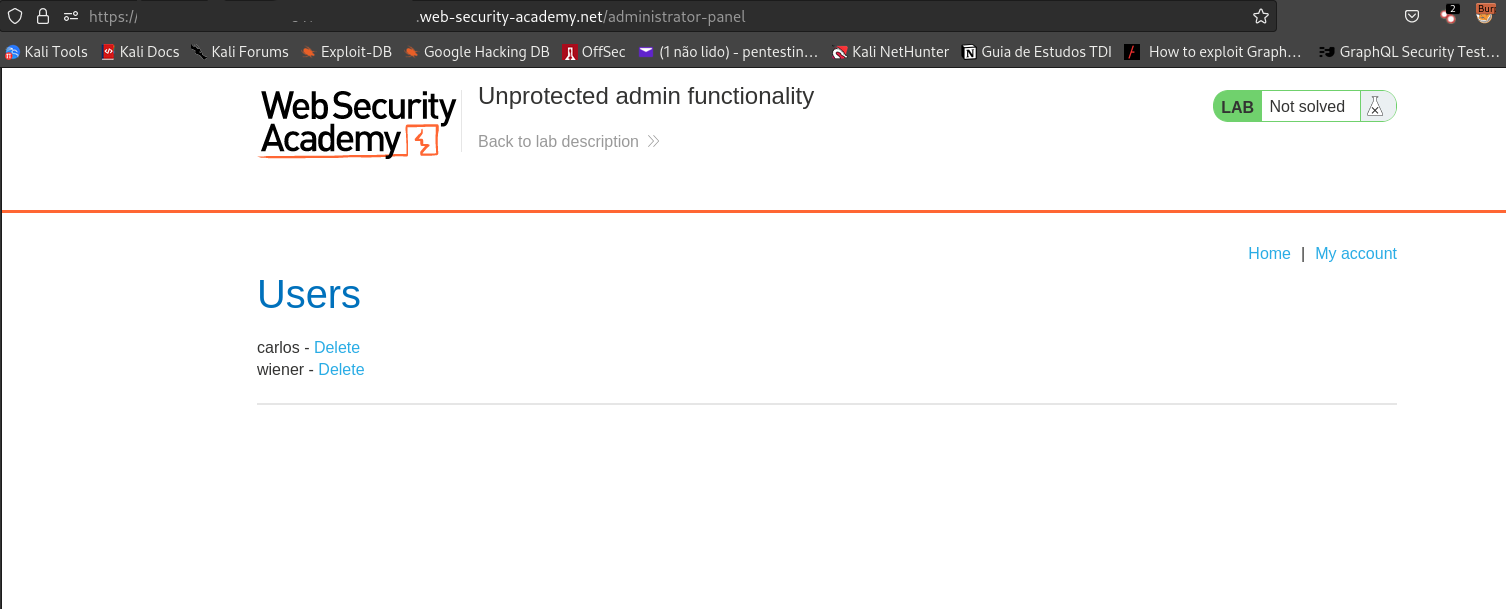 https://
.web-security-academy.net/administrator-panel
2
Kali Tools Kali Docs Kali Forums Exploit-DB Google Hacking DB OffSec (1 não lido) - pentestin... Kali NetHunter Guia de Estudos TDI How to exploit Graph... GraphQL Security Test...
Web Security
Academy
Unprotected admin functionality
Back to lab description
LAB Not solved
Home | My account
Users
carlos - Delete
wiener - Delete